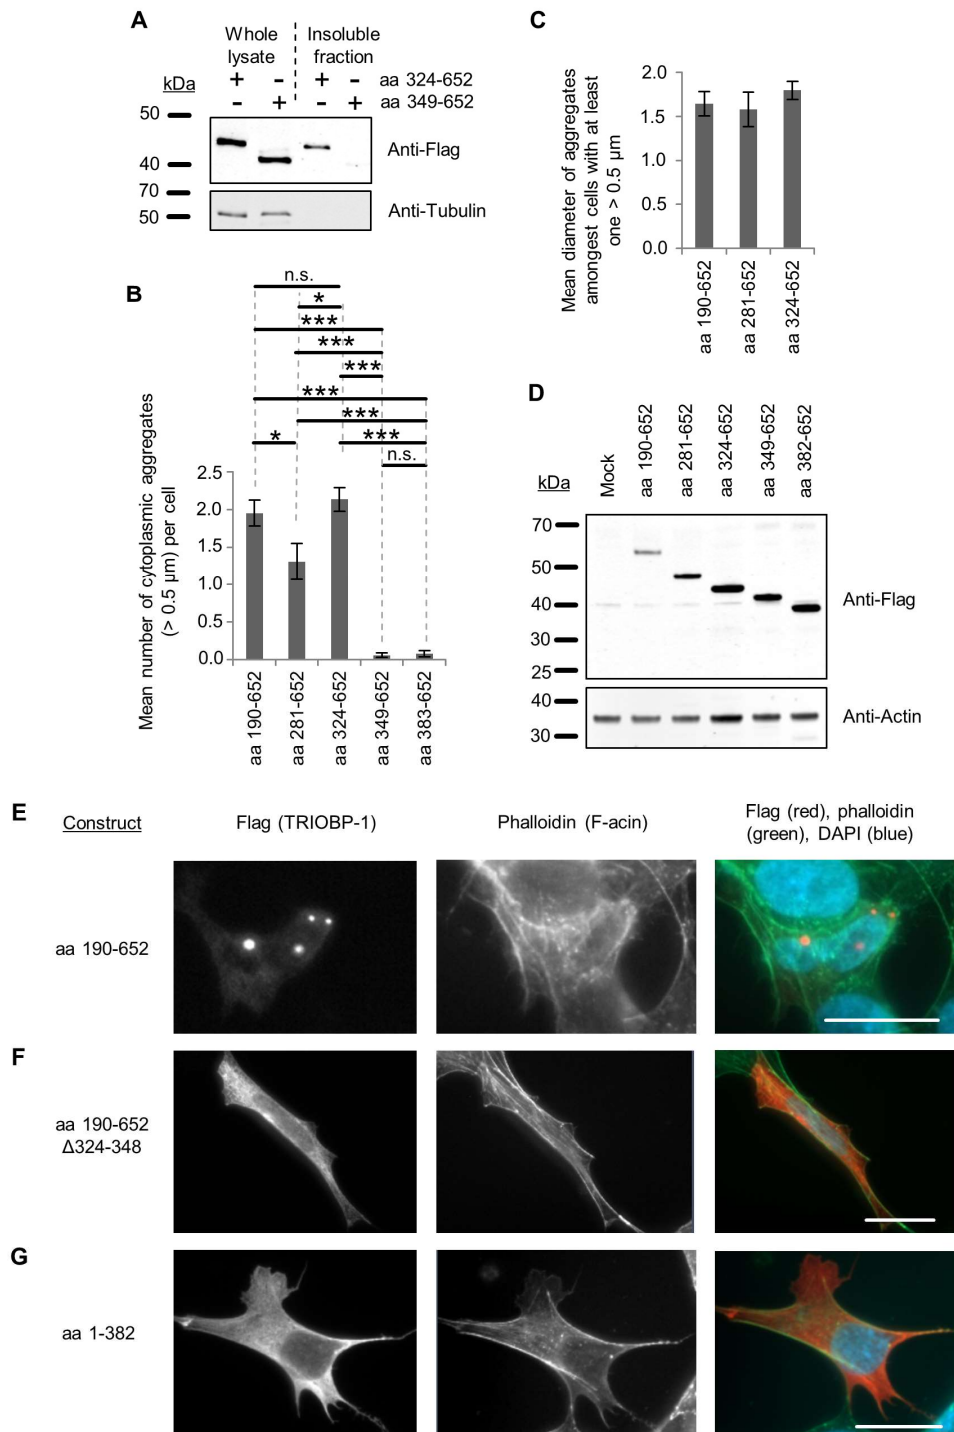 A
Whole lysate
Insoluble fraction
kDa
+ - + - aa 324-652
- + - + aa 349-652
50
40
Anti-Flag
70
50
Anti-Tubulin
B
n.s.
*
***
***
***
***
***
* ***
n.s.
Mean number of cytoplasmic aggregates
(> 0.5 µm) per cell
2.5
2.0
1.5
1.0
0.5
0.0
aa 190-652
aa 281-652
aa 324-652
aa 349-652
aa 383-652
C
Mean diameter of aggregates
amongest cells with at least
one > 0.5 µm
2.0
1.5
1.0
0.5
0.0
aa 190-652
aa 281-652
aa 324-652
D
kDa
Mock
aa 190-652
aa 281-652
aa 324-652
aa 349-652
aa 382-652
70
50
40
30
25
Anti-Flag
40
30
Anti-Actin
E
Construct
Flag (TRIOBP-1)
Phalloidin (F-acin)
Flag (red), phalloidin
(green), DAPI (blue)
aa 190-652
F
aa 190-652
Δ324-348
G
aa 1-382